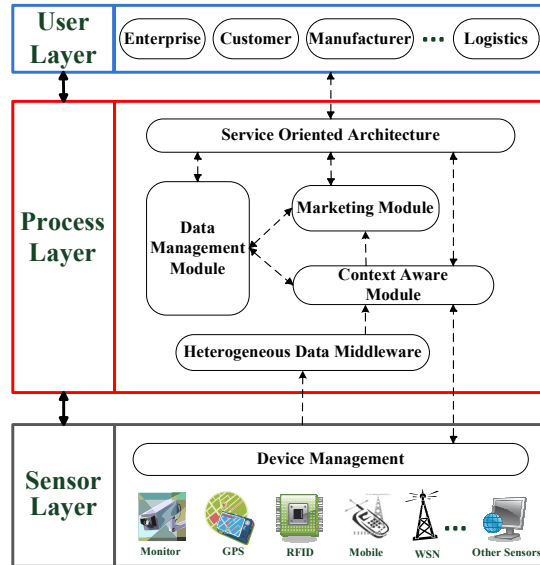 User
Layer
Enterprise
Customer
Manufacturer
...
Logistics
Process
Layer
Service Oriented Architecture
Data
Management
Module
Marketing Module
Context Aware
Module
Heterogeneous Data Middleware
Sensor
Layer
Device Management
Monitor
GPS
RFID
Mobile
WSN
...
Other Sensors